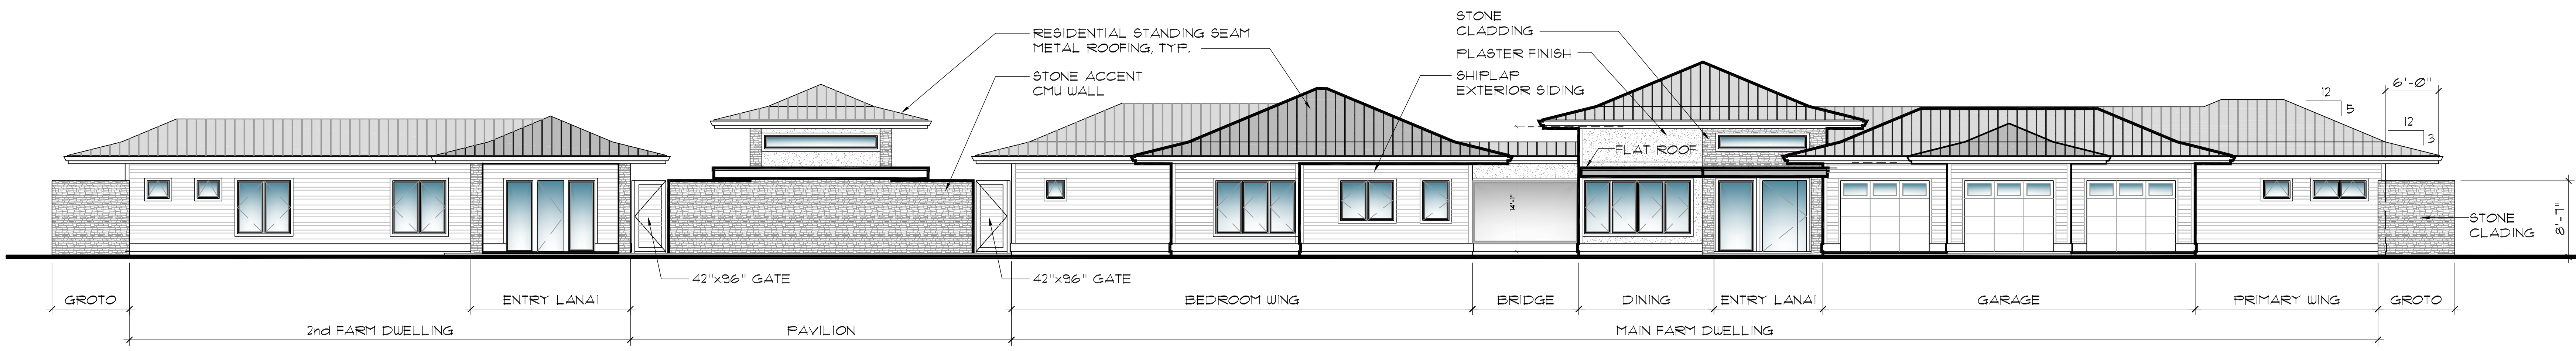 RESIDENTIAL STANDING SEAM
METAL ROOFING, TYP.
STONE ACCENT
CMU WALL
STONE
CLADDING
PLASTER FINISH
SHIPLAP
EXTERIOR SIDING
FLAT ROOF
14'-1"
12
5
12
3
6'-0"
8'-7"
STONE
CLADING
42"x96" GATE
42"x96" GATE
GROTO
ENTRY LANAI
BEDROOM WING
BRIDGE
DINING
ENTRY LANAI
GARAGE
PRIMARY WING
GROTO
2nd FARM DWELLING
PAVILION
MAIN FARM DWELLING